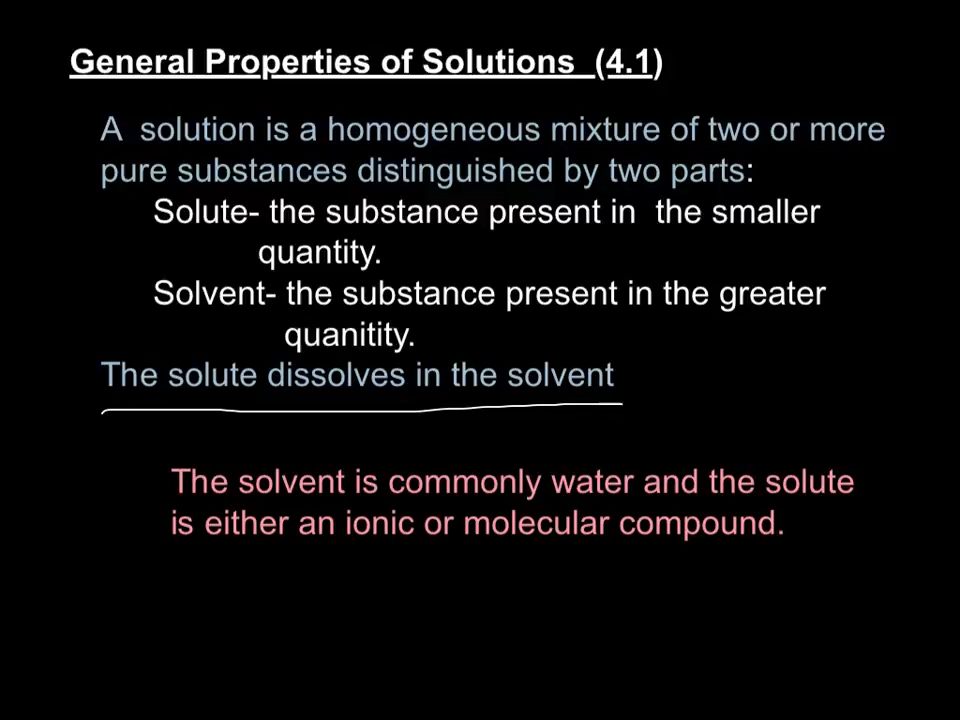 General Properties of Solutions  (4.1)
A  solution is a homogeneous mixture of two or more
pure substances distinguished by two parts:
Solute- the substance present in  the smaller
quantity.
Solvent- the substance present in the greater
quanitity.
The solute dissolves in the solvent
The solvent is commonly water and the solute
is either an ionic or molecular compound.